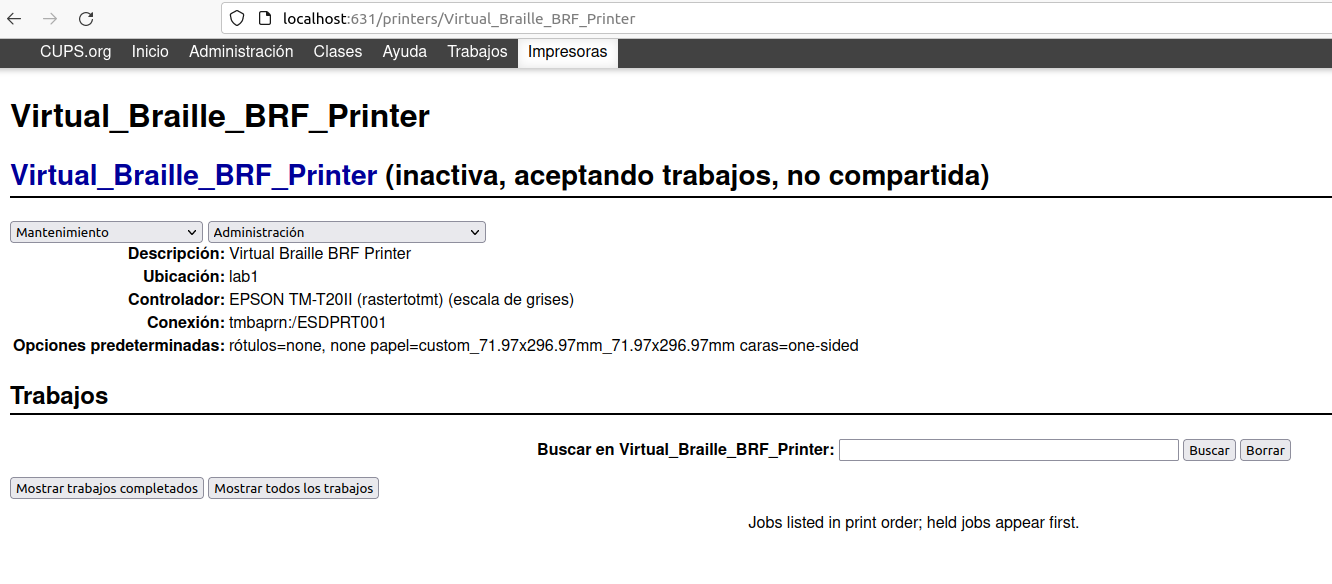 localhost:631/printers/Virtual_Braille_BRF_Printer
CUPS.org Inicio Administración Clases Ayuda Trabajos Impresoras
Virtual_Braille_BRF_Printer
Virtual_Braille_BRF_Printer (inactiva, aceptando trabajos, no compartida)
Mantenimiento Administración
Descripción: Virtual Braille BRF Printer
Ubicación: lab1
Controlador: EPSON TM-T20II (rastertotmt) (escala de grises)
Conexión: tmbaprn:/ESDPRT001
Opciones predeterminadas: rótulos=none, none papel=custom_71.97x296.97mm_71.97x296.97mm caras=one-sided
Trabajos
Buscar en Virtual_Braille_BRF_Printer: Buscar Borrar
Mostrar trabajos completados Mostrar todos los trabajos
Jobs listed in print order; held jobs appear first.